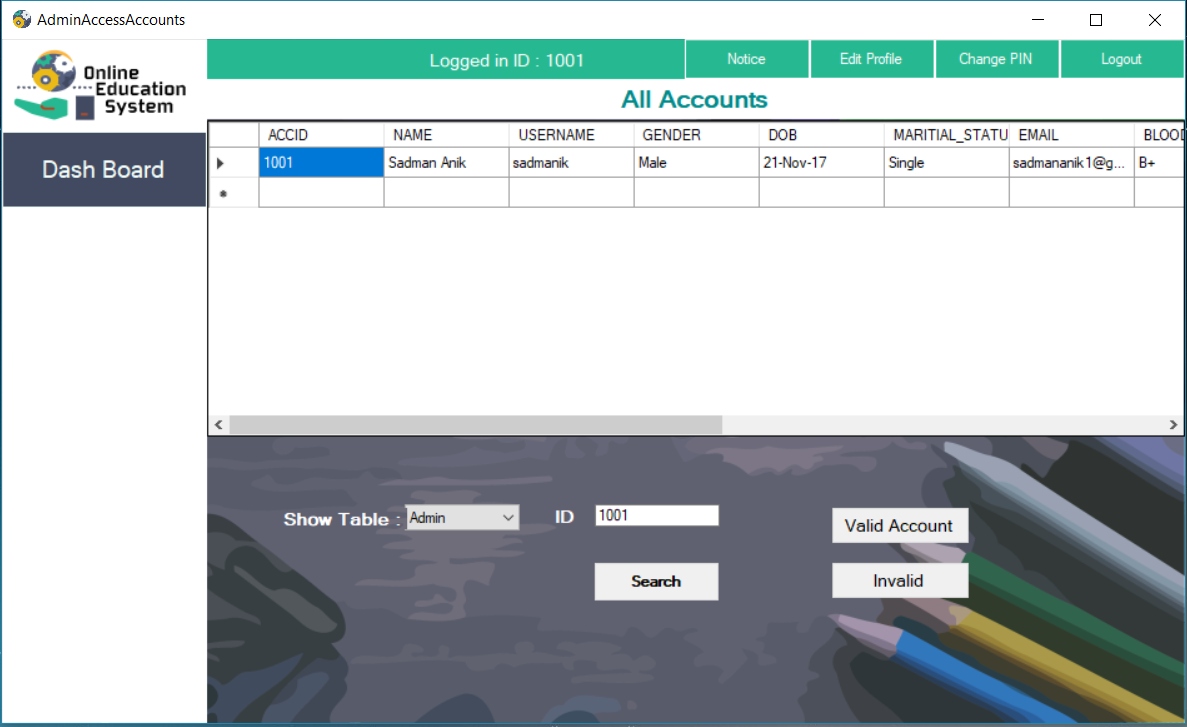 AdminAccessAccounts
Online
Education
System
Logged in ID : 1001
Notice
Edit Profile
Change PIN
Logout
All Accounts
Dash Board
ACCID NAME USERNAME GENDER DOB MARITIAL_STATU EMAIL BLOOD
1001 Sadman Anik sadmanik Male 21-Nov-17 Single sadmananik1@g... B+
Show Table : Admin ID 1001
Valid Account
Search
Invalid